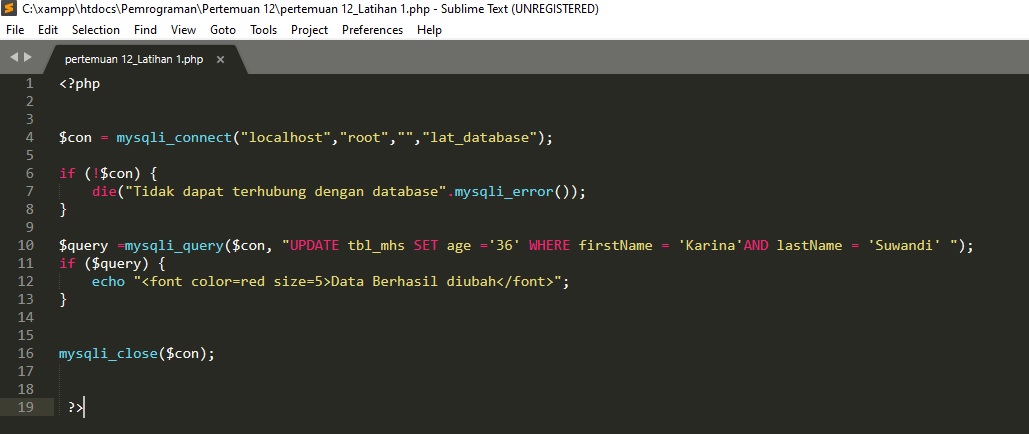 C:\xampp\htdocs\Pemrograman\Pertemuan 12\pertemuan 12_Latihan 1.php - Sublime Text (UNREGISTERED)
File Edit Selection Find View Goto Tools Project Preferences Help
pertemuan 12_Latihan 1.php ×
1 <?php
2
3
4 $con = mysqli_connect("localhost","root","","lat_database");
5
6 if (!$con) {
7     die("Tidak dapat terhubung dengan database".mysqli_error());
8 }
9
10 $query =mysqli_query($con, "UPDATE tbl_mhs SET age ='36' WHERE firstName = 'Karina'AND lastName = 'Suwandi' ");
11 if ($query) {
12     echo "<font color=red size=5>Data Berhasil diubah</font>";
13 }
14
15
16 mysqli_close($con);
17
18
19  ?>